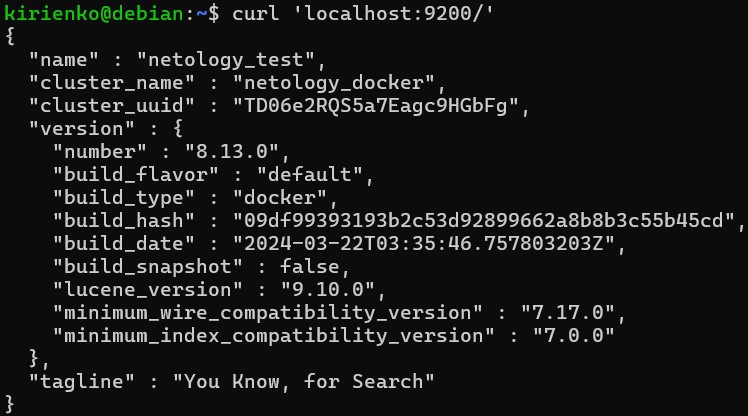 kirienko@debian:~$ curl 'localhost:9200/'
{
  "name" : "netology_test",
  "cluster_name" : "netology_docker",
  "cluster_uuid" : "TD06e2RQS5a7Eagc9HGbFg",
  "version" : {
    "number" : "8.13.0",
    "build_flavor" : "default",
    "build_type" : "docker",
    "build_hash" : "09df99393193b2c53d92899662a8b8b3c55b45cd",
    "build_date" : "2024-03-22T03:35:46.757803203Z",
    "build_snapshot" : false,
    "lucene_version" : "9.10.0",
    "minimum_wire_compatibility_version" : "7.17.0",
    "minimum_index_compatibility_version" : "7.0.0"
  },
  "tagline" : "You Know, for Search"
}